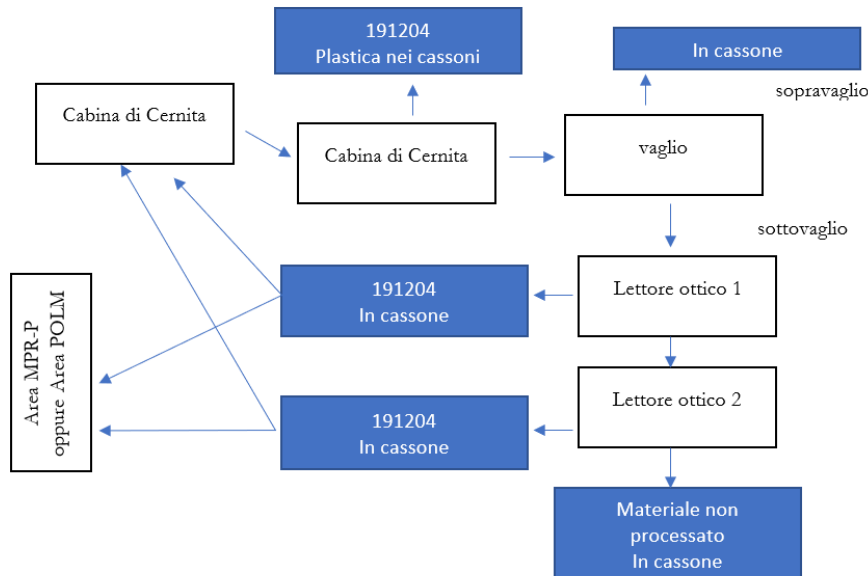 191204
Plastica nei cassoni
In cassone
sopravaglio
Cabina di Cernita
Cabina di Cernita
vaglio
sottovaglio
191204
In cassone
Lettore ottico 1
Area MPR-P
oppure Area POLM
191204
In cassone
Lettore ottico 2
Materiale non
processato
In cassone